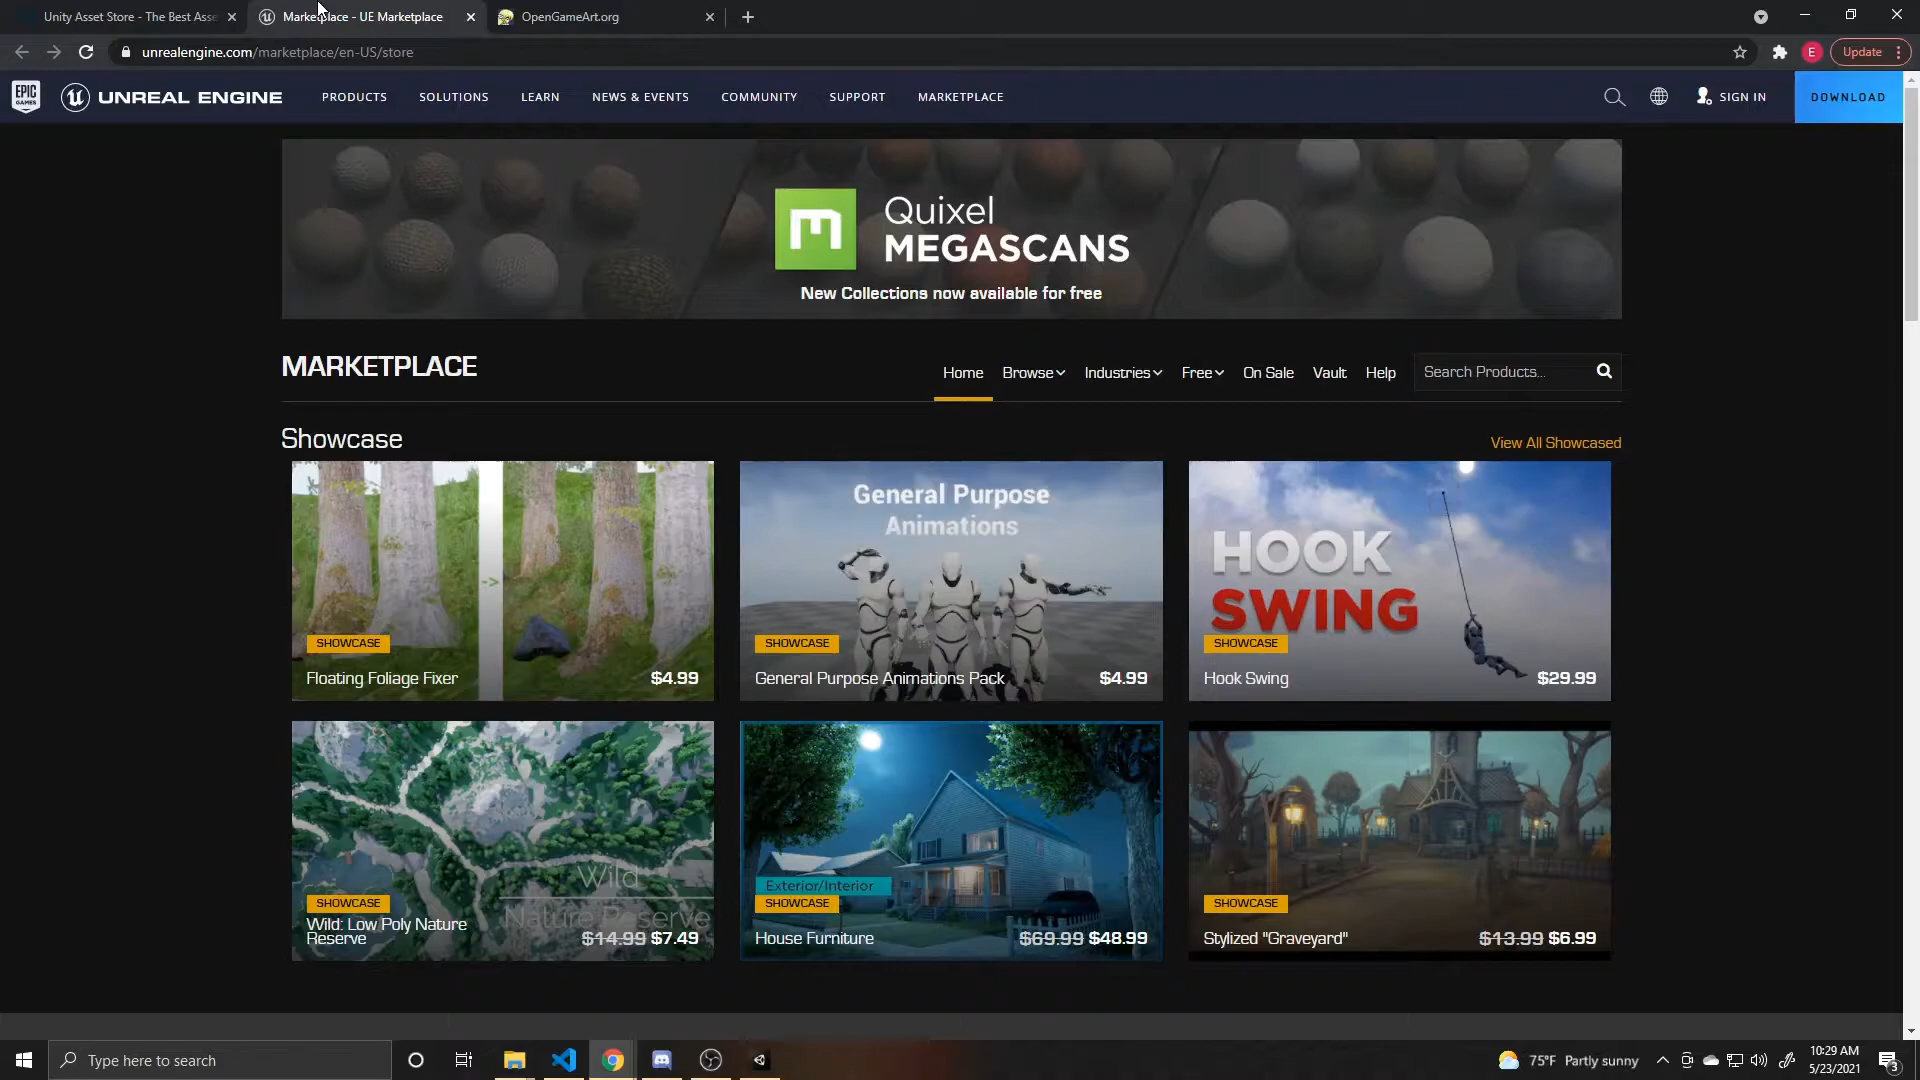 Unity Asset Store - The Best Asse
Marketplace - UE Marketplace
OpenGameArt.org
unrealengine.com/marketplace/en-US/store
E
Update
EPIC GAMES
UNREAL ENGINE
PRODUCTS
SOLUTIONS
LEARN
NEWS & EVENTS
COMMUNITY
SUPPORT
MARKETPLACE
SIGN IN
DOWNLOAD
Quixel
MEGASCANS
New Collections now available for free
MARKETPLACE
Home
Browse
Industries
Free
On Sale
Vault
Help
Search Products...
Showcase
View All Showcased
->
SHOWCASE
Floating Foliage Fixer
$4.99
General Purpose
Animations
SHOWCASE
General Purpose Animations Pack
$4.99
HOOK
SWING
SHOWCASE
Hook Swing
$29.99
Wild
Nature Reserve
SHOWCASE
Wild: Low Poly Nature
Reserve
$14.99 $7.49
Exterior/Interior
SHOWCASE
House Furniture
$69.99 $48.99
SHOWCASE
Stylized "Graveyard"
$13.99 $6.99
Type here to search
75°F Partly sunny
10:29 AM
5/23/2021
3